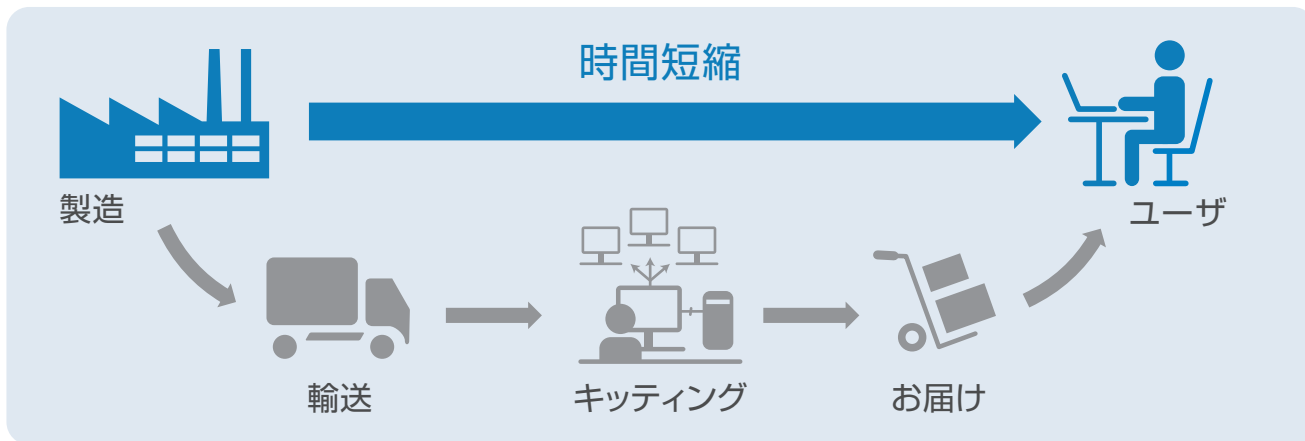 時間短縮
製造
ユーザ
輸送
キッティング
お届け